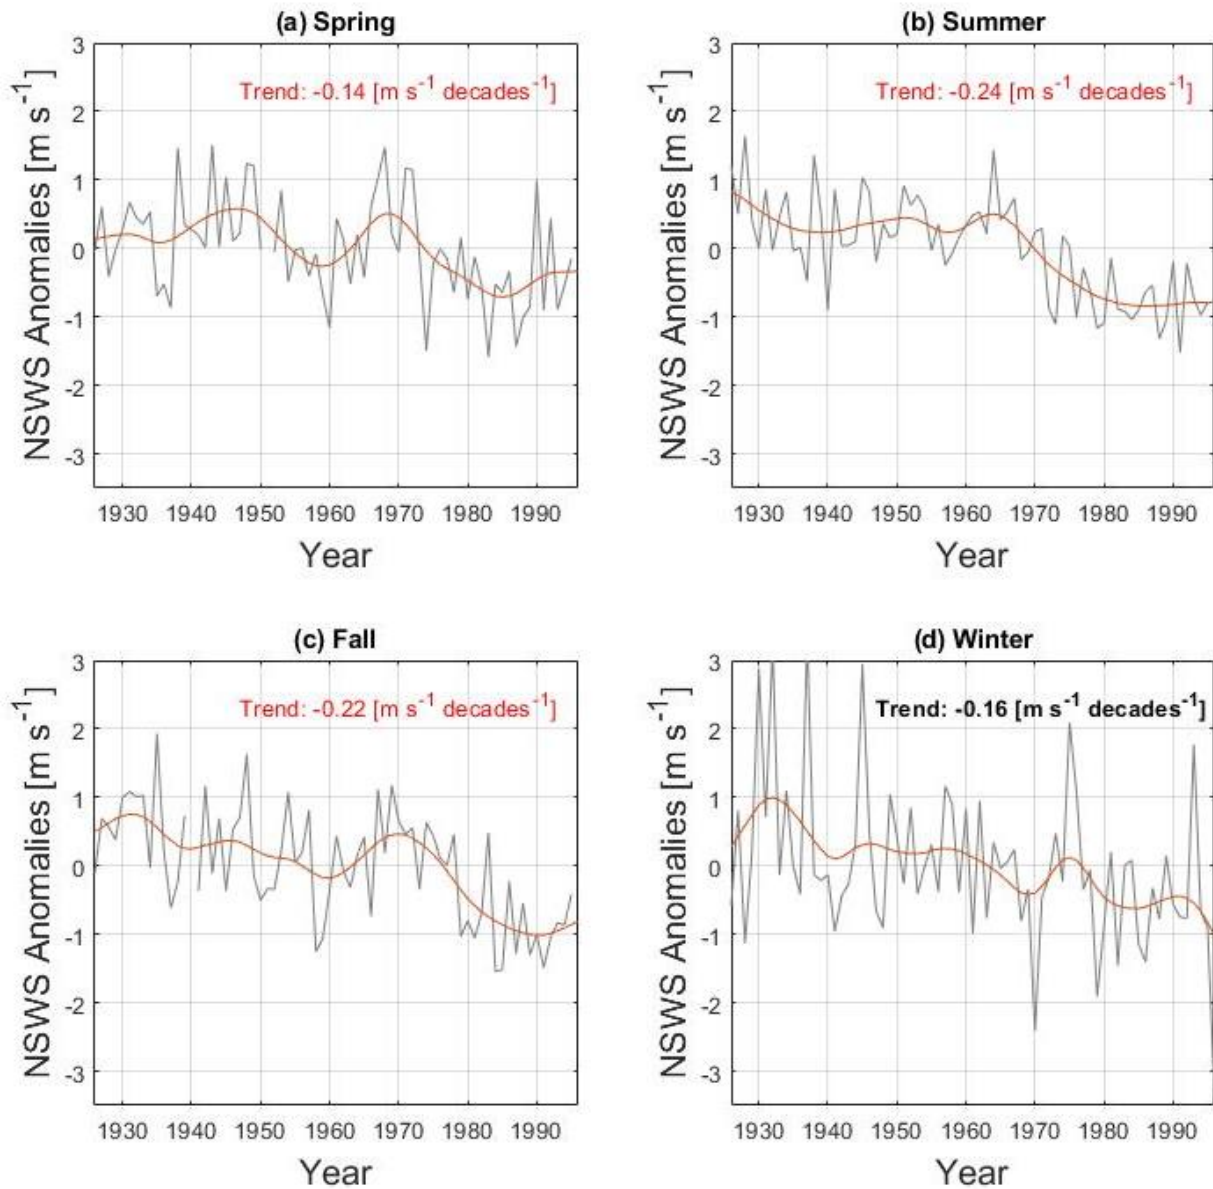 (a) Spring
3
2
1
0
-1
-2
-3
NSWS Anomalies [m s⁻¹]
Trend: -0.14 [m s⁻¹ decades⁻¹]
1930 1940 1950 1960 1970 1980 1990
Year
(b) Summer
3
2
1
0
-1
-2
-3
NSWS Anomalies [m s⁻¹]
Trend: -0.24 [m s⁻¹ decades⁻¹]
1930 1940 1950 1960 1970 1980 1990
Year
(c) Fall
3
2
1
0
-1
-2
-3
NSWS Anomalies [m s⁻¹]
Trend: -0.22 [m s⁻¹ decades⁻¹]
1930 1940 1950 1960 1970 1980 1990
Year
(d) Winter
3
2
1
0
-1
-2
-3
NSWS Anomalies [m s⁻¹]
Trend: -0.16 [m s⁻¹ decades⁻¹]
1930 1940 1950 1960 1970 1980 1990
Year